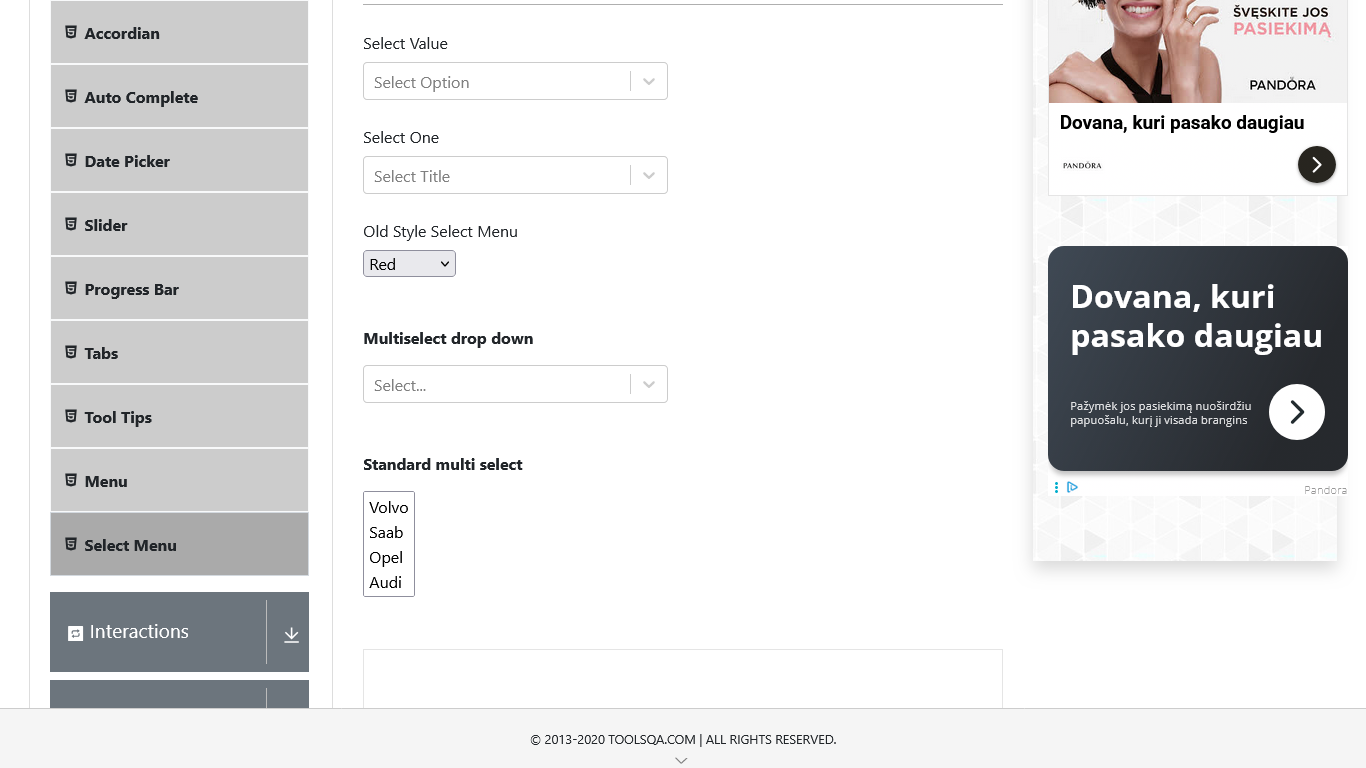 Accordian
Auto Complete
Date Picker
Slider
Progress Bar
Tabs
Tool Tips
Menu
Select Menu
Interactions
Select Value
Select Option
Select One
Select Title
Old Style Select Menu
Red
Multiselect drop down
Select...
Standard multi select
Volvo
Saab
Opel
Audi
ŠVĘSKITE JOS
PASIEKIMĄ
PANDÖRA
Dovana, kuri pasako daugiau
PANDÖRA
Dovana, kuri
pasako daugiau
Pažymėk jos pasiekimą nuoširdžiu
papuošalu, kurį ji visada brangins
Pandora
© 2013-2020 TOOLSQA.COM | ALL RIGHTS RESERVED.